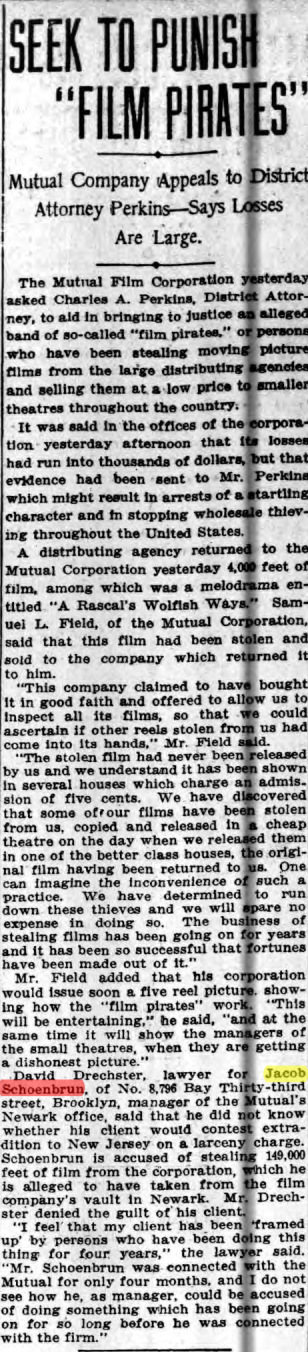 SEEK TO PUNISH
"FILM PIRATES"
Mutual Company Appeals to District
Attorney Perkins—Says Losses
Are Large.
The Mutual Film Corporation yesterday
asked Charles A. Perkins, District Attor-
ney, to aid in bringing to justice an alleged
band of so-called "film pirates," or persons
who have been stealing moving picture
films from the large distributing agencies
and selling them at a low price to smaller
theatres throughout the country.
It was said in the offices of the corpora-
tion yesterday afternoon that its losses
had run into thousands of dollars, but that
evidence had been sent to Mr. Perkins
which might result in arrests of a startling
character and in stopping wholesale thiev-
ing throughout the United States.
A distributing agency returned to the
Mutual Corporation yesterday 4,000 feet of
film, among which was a melodrama en-
titled "A Rascal's Wolfish Ways." Sam-
uel L. Field, of the Mutual Corporation,
said that this film had been stolen and
sold to the company which returned it
to him.
"This company claimed to have bought
it in good faith and offered to allow us to
inspect all its films, so that we could
ascertain if other reels stolen from us had
come into its hands," Mr. Field said.
"The stolen film had never been released
by us and we understand it has been shown
in several houses which charge an admis-
sion of five cents. We have discovered
that some of our films have been stolen
from us, copied and released in a cheap
theatre on the day when we released them
in one of the better class houses, the origi-
nal film having been returned to us. One
can imagine the inconvenience of such a
practice. We have determined to run
down these thieves and we will spare no
expense in doing so. The business of
stealing films has been going on for years
and it has been so successful that fortunes
have been made out of it."
Mr. Field added that his corporation
would issue soon a five reel picture, show-
ing how the "film pirates" work. "This
will be entertaining," he said, "and at the
same time it will show the managers of
the small theatres, when they are getting
a dishonest picture."
David Drechster, lawyer for Jacob
Schoenbrun, of No. 8,796 Bay Thirty-third
street, Brooklyn, manager of the Mutual's
Newark office, said that he did not know
whether his client would contest extra-
dition to New Jersey on a larceny charge.
Schoenbrun is accused of stealing 149,000
feet of film from the corporation, which he
is alleged to have taken from the film
company's vault in Newark. Mr. Drech-
ster denied the guilt of his client.
"I feel that my client has been 'framed
up' by persons who have been doing this
thing for four years," the lawyer said.
"Mr. Schoenbrun was connected with the
Mutual for only four months, and I do not
see how he, as manager, could be accused
of doing something which has been going
on for so long before he was connected
with the firm."